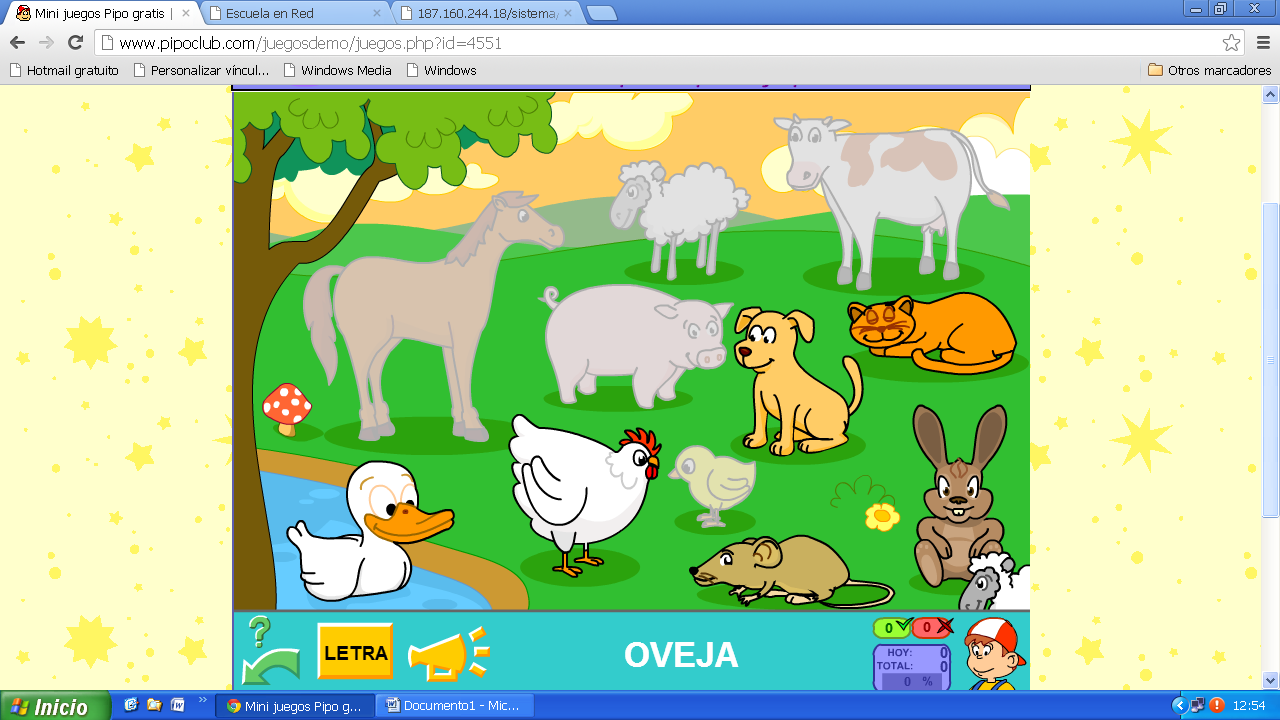 Mini juegos Pipo gratis |
Escuela en Red
187.160.244.18/sistema/
www.pipoclub.com/juegosdemo/juegos.php?id=4551
Hotmail gratuito
Personalizar víncul...
Windows Media
Windows
Otros marcadores
?
LETRA
OVEJA
0
0
HOY: 0
TOTAL: 0
0 %
Inicio
Mini juegos Pipo g...
Documento1 - Mic...
12:54